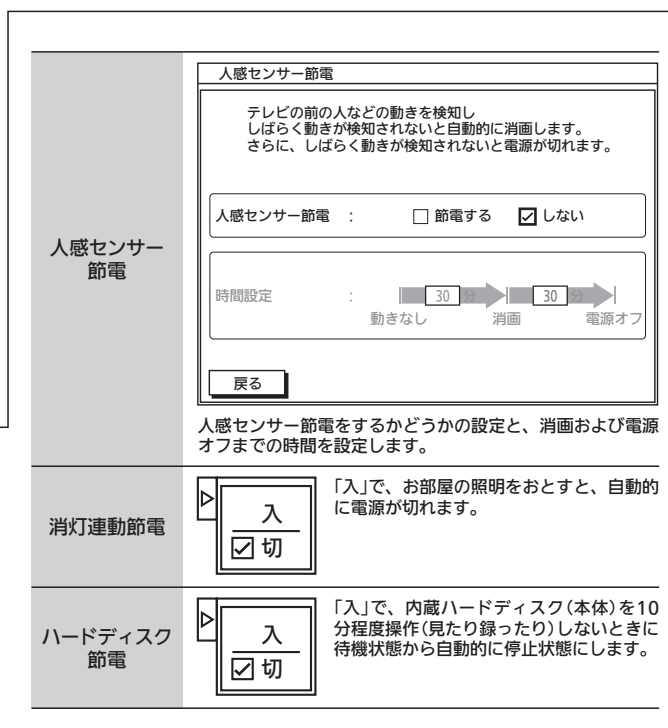 人感センサー
節電
人感センサー節電
テレビの前の人などの動きを検知し
しばらく動きが検知されないと自動的に消画します。
さらに、しばらく動きが検知されないと電源が切れます。
人感センサー節電 : 節電する しない
時間設定 : 30 分 30 分
動きなし 消画 電源オフ
戻る
人感センサー節電をするかどうかの設定と、消画および電源
オフまでの時間を設定します。
消灯連動節電
入
切
「入」で、お部屋の照明をおとすと、自動的
に電源が切れます。
ハードディスク
節電
入
切
「入」で、内蔵ハードディスク(本体)を10
分程度操作(見たり録ったり)しないときに
待機状態から自動的に停止状態にします。